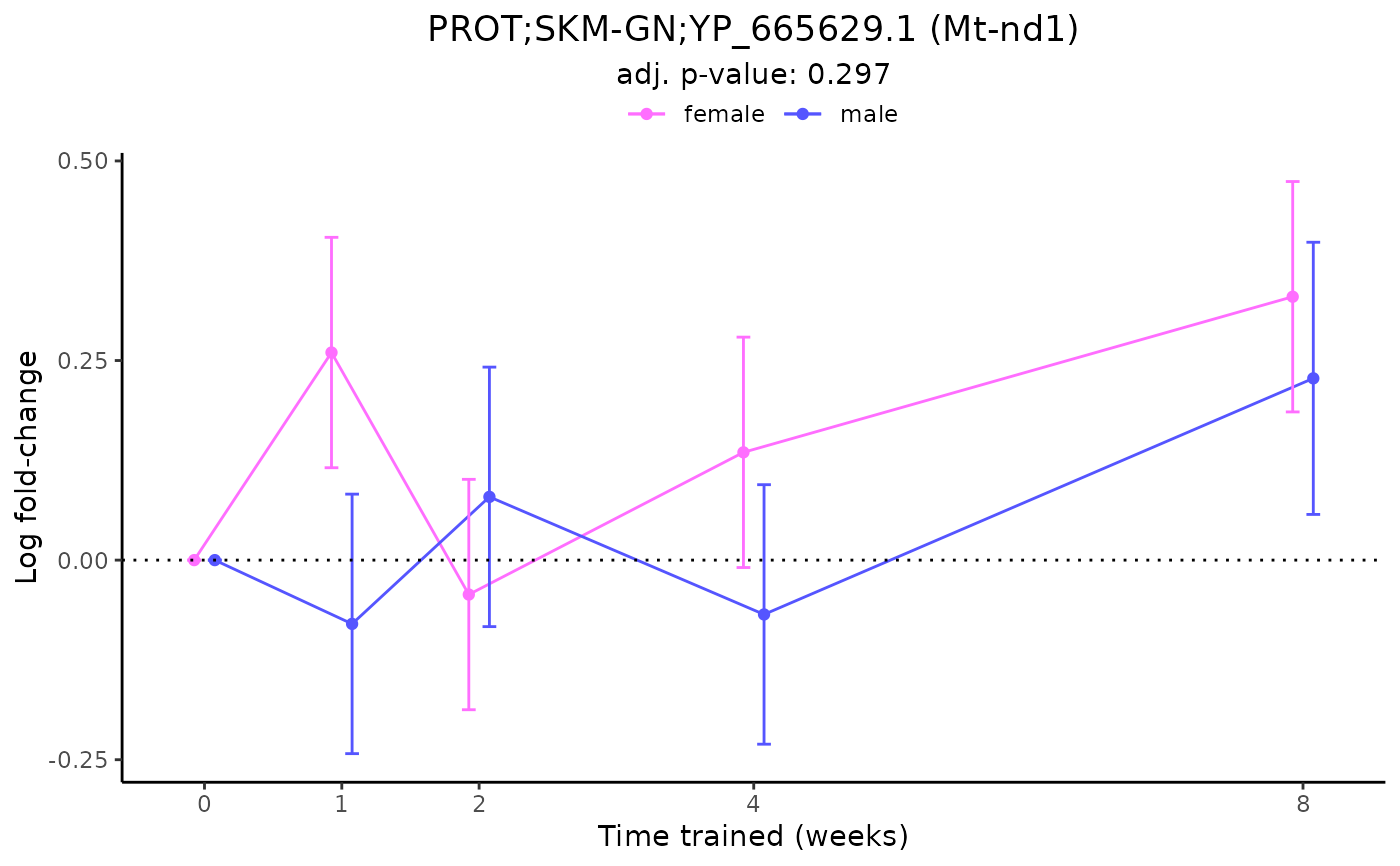 PROT;SKM-GN;YP_665629.1 (Mt-nd1)
adj. p-value: 0.297
female male
0.50
0.25
0.00
-0.25
Log fold-change
0 1 2 4 8
Time trained (weeks)